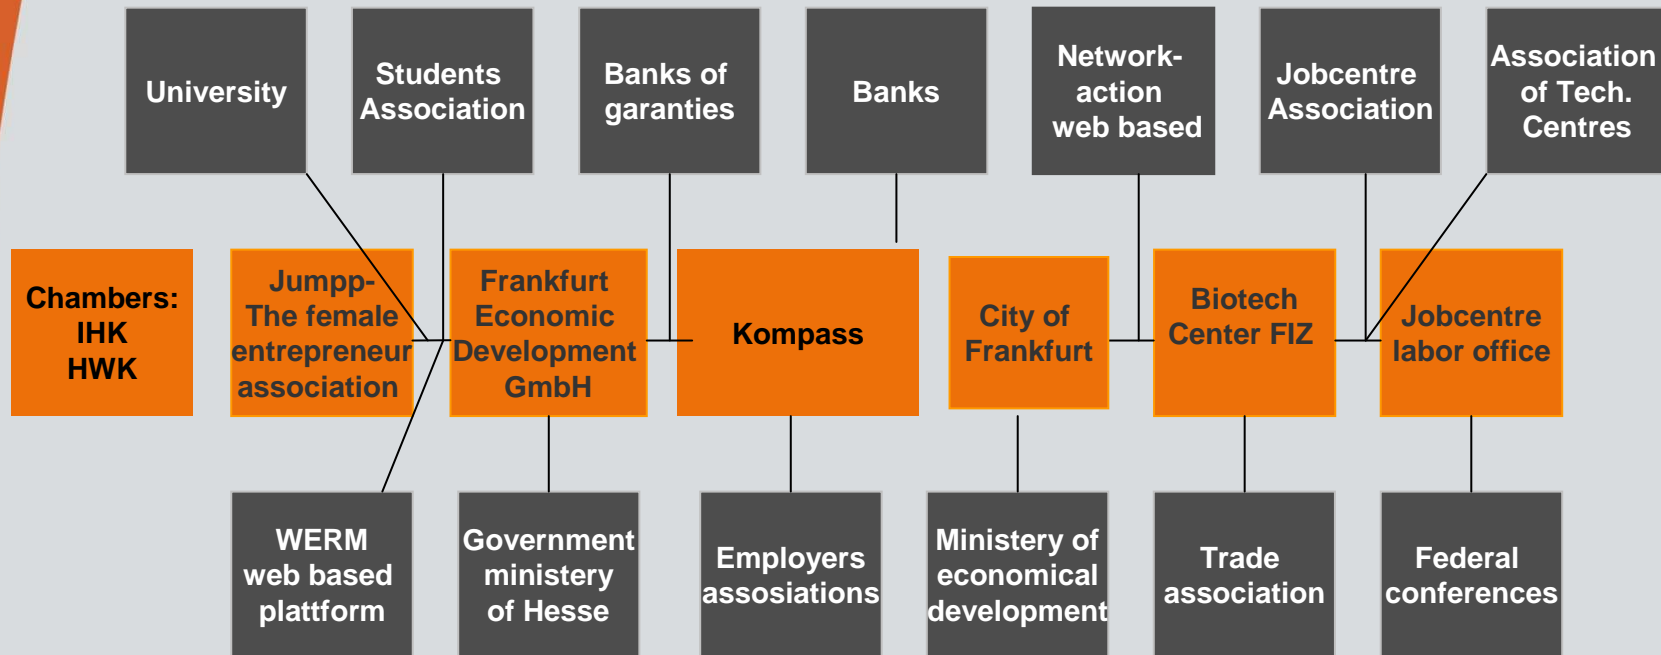 University
Students
Association
Banks of
garanties
Banks
Network-
action
web based
Jobcentre
Association
Association
of Tech.
Centres
Chambers:
IHK
HWK
Jumpp-
The female
entrepreneur
association
Frankfurt
Economic
Development
GmbH
Kompass
City of
Frankfurt
Biotech
Center FIZ
Jobcentre
labor office
WERM
web based
plattform
Government
ministery
of Hesse
Employers
assosiations
Ministery of
economical
development
Trade
association
Federal
conferences